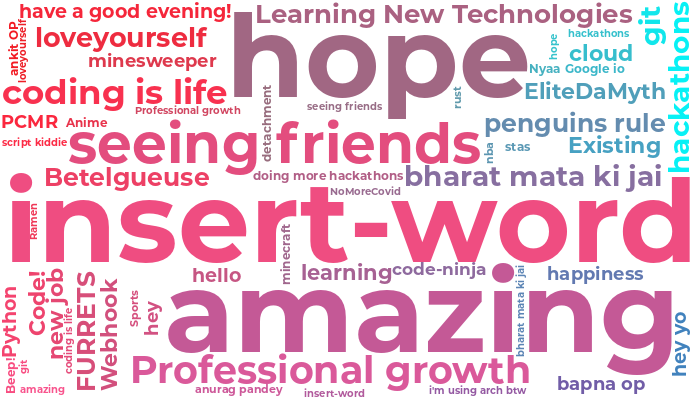 have a good evening!
Learning New Technologies
git
hackathons
ankit OP
loveyourself
loveyourself
hope
hope
hackathons
cloud
minesweeper
Nyaa
Google io
coding is life
Professional growth
seeing friends
rust
EliteDaMyth
PCMR
Anime
detachment
penguins rule
script kiddie
seeing friends
nba
stas
Existing
Betelgueuse
doing more hackathons
bharat mata ki jai
NoMoreCovid
insert-word
Ramen
minecraft
hello
learning
code-ninja
happiness
amazing
bharat mata ki jai
Code!
new job
coding is life
FURRETS
Webhook
Sports
hey
Python
Beep!
git
hey yo
Professional growth
amazing
anurag pandey
insert-word
i'm using arch btw
bapna op